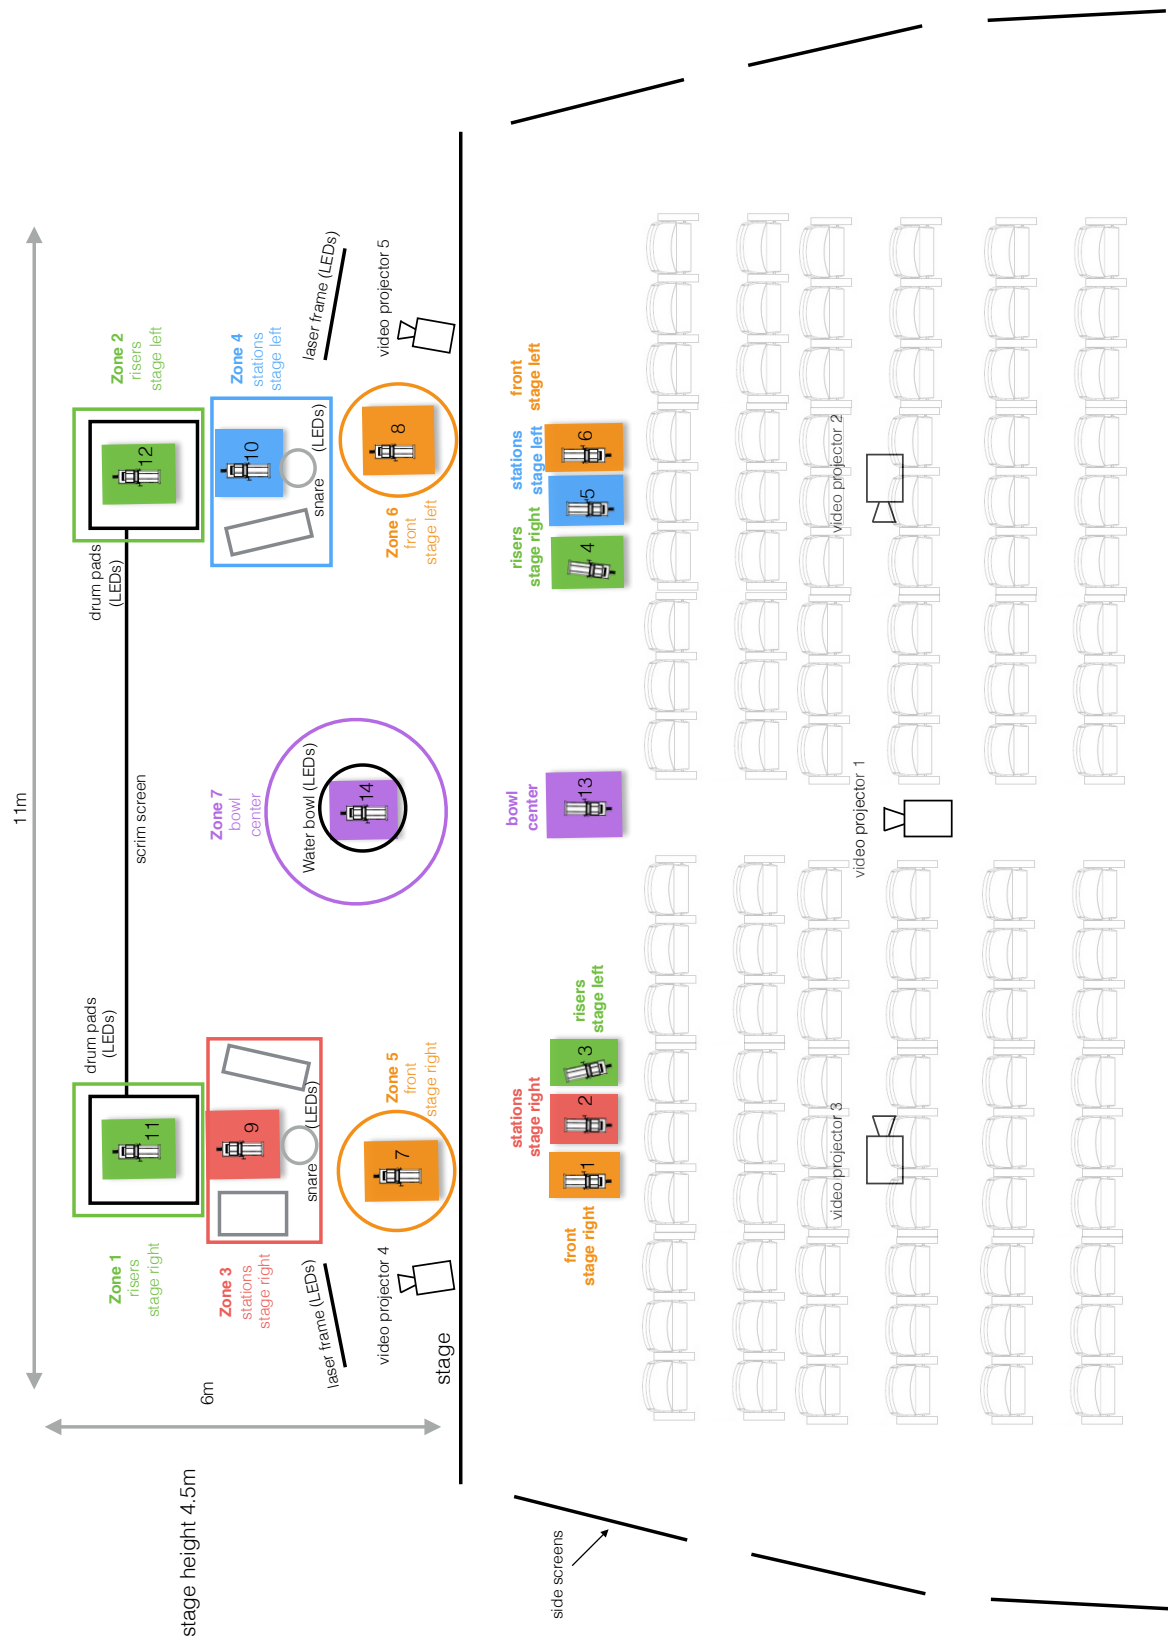 stage height 4.5m
11m
6m
scrim screen
drum pads
(LEDs)
drum pads
(LEDs)
Zone 1
risers
stage right
Zone 2
risers
stage left
11
12
Zone 3
stations
stage right
Zone 4
stations
stage left
9
10
snare
(LEDs)
snare
(LEDs)
Zone 7
bowl
center
Water bowl (LEDs)
14
laser frame (LEDs)
laser frame (LEDs)
Zone 5
front
stage right
Zone 6
front
stage left
7
8
video projector 4
video projector 5
stage
side screens
front
stage right
stations
stage right
risers
stage left
bowl
center
risers
stage right
stations
stage left
front
stage left
1
2
3
13
4
5
6
video projector 3
video projector 1
video projector 2